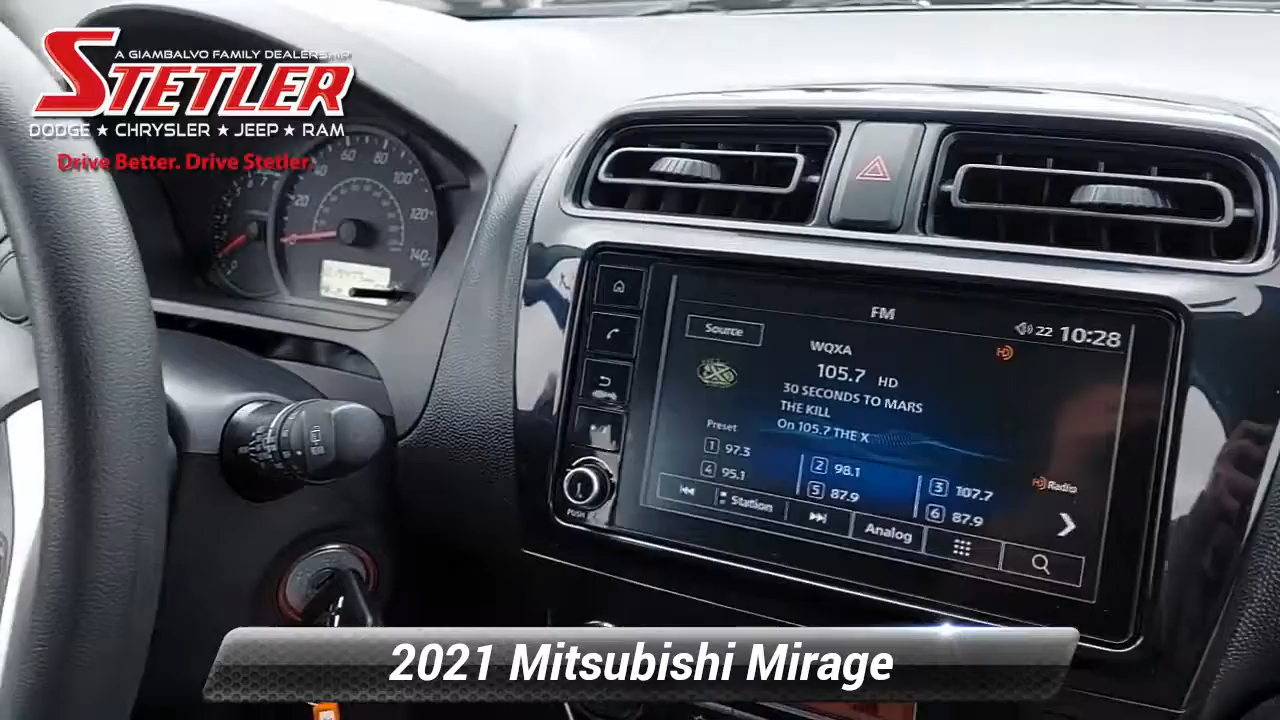 A GIAMBALVO FAMILY DEALERSHIP
STETLER
DODGE ★ CHRYSLER ★ JEEP ★ RAM
Drive Better. Drive Stetler.
20
40
60
80
100
120
140
FM
Source
22 10:28
WQXA
105.7 HD
30 SECONDS TO MARS
THE KILL
On 105.7 THE X
Preset
1 97.3
2 98.1
3 107.7
4 95.1
5 87.9
6 87.9
HD Radio
Station
Analog
PUSH
2021 Mitsubishi Mirage